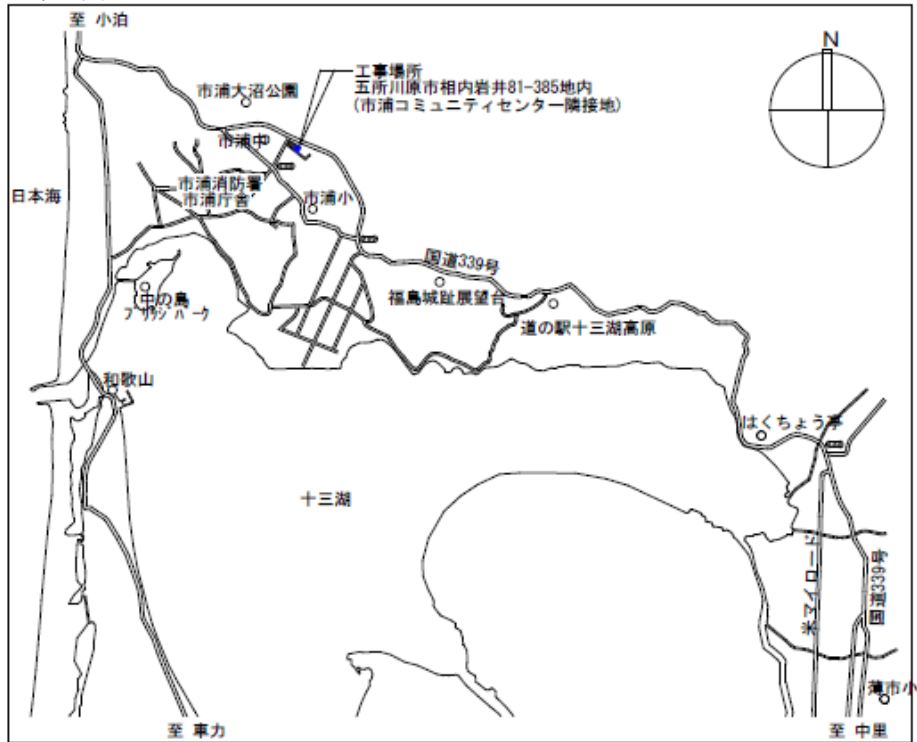 至 小泊
N
工事場所
五所川原市相内岩井81-385地内
(市浦コミュニティセンター隣接地)
市浦大沼公園
市浦中
市浦消防署
市浦庁舎
市浦小
日本海
国道339号
福島城趾展望台
道の駅十三湖高原
中の島
ブリッジパーク
和歌山
はくちょう亭
十三湖
米マイロード
国道339号
薄市小
至 車力
至 中里